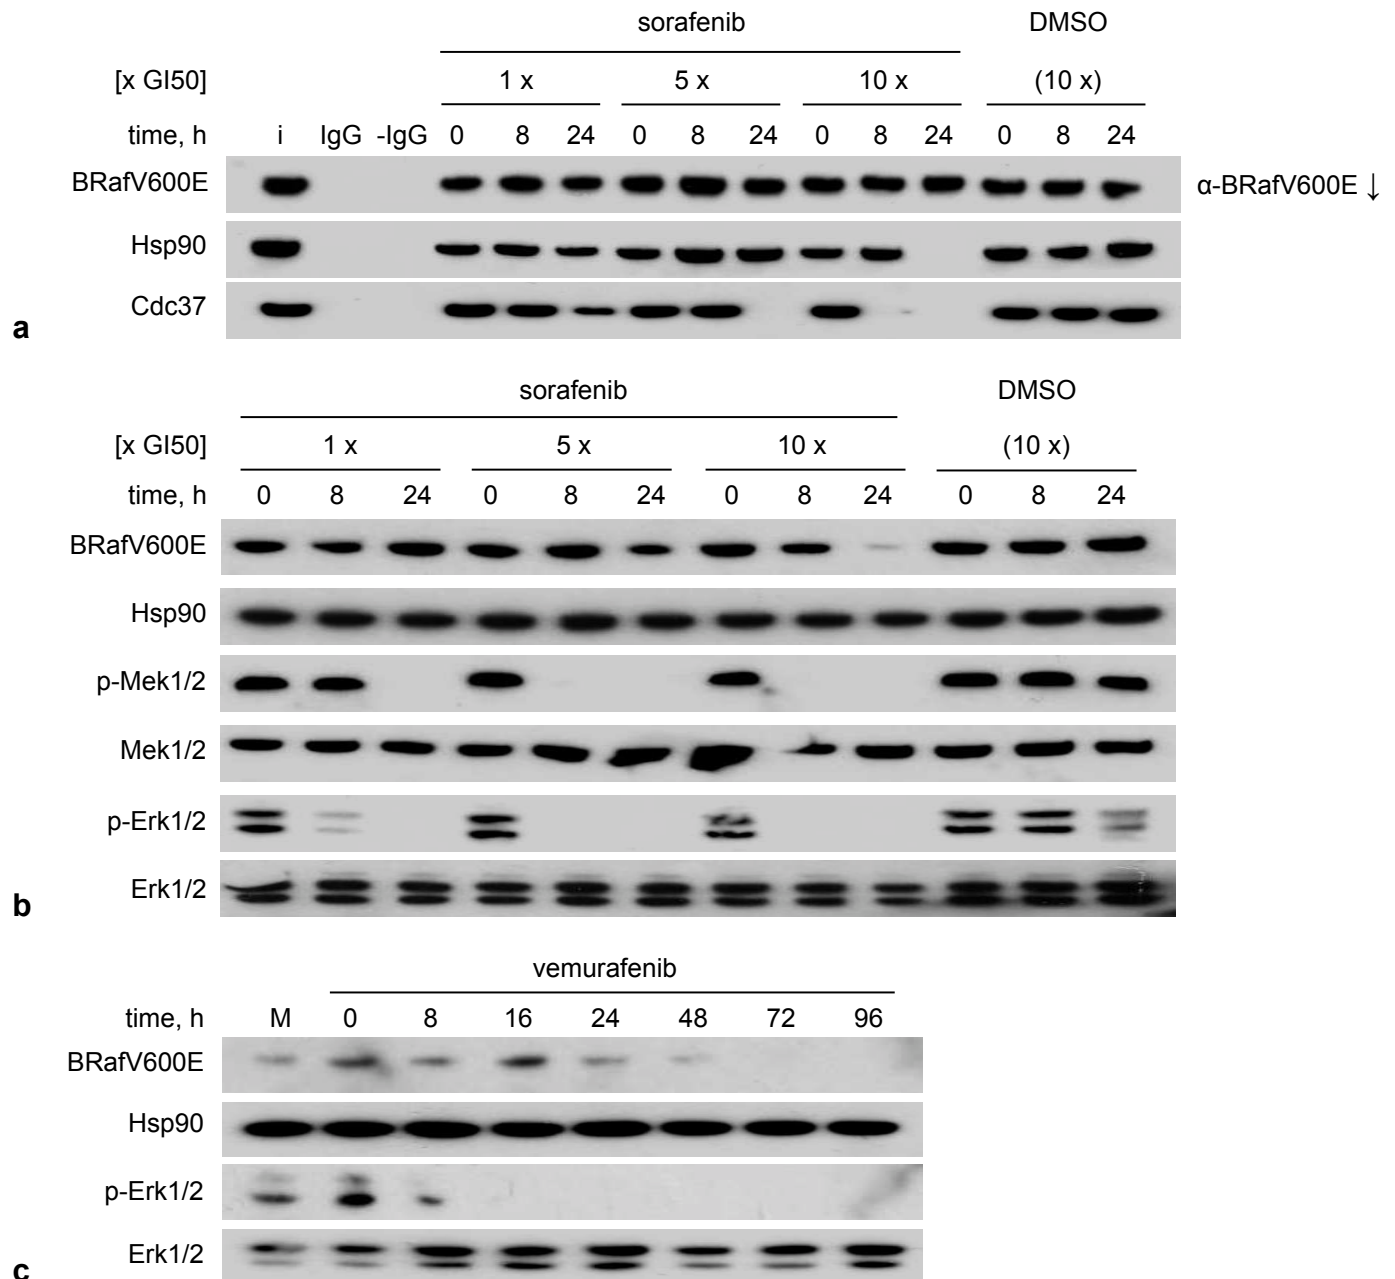 sorafenib DMSO
[x GI50] 1 x 5 x 10 x (10 x)
time, h i IgG -IgG 0 8 24 0 8 24 0 8 24 0 8 24
BRafV600E α-BRafV600E ↓
Hsp90
Cdc37
a
sorafenib DMSO
[x GI50] 1 x 5 x 10 x (10 x)
time, h 0 8 24 0 8 24 0 8 24 0 8 24
BRafV600E
Hsp90
p-Mek1/2
Mek1/2
p-Erk1/2
Erk1/2
b
vemurafenib
time, h M 0 8 16 24 48 72 96
BRafV600E
Hsp90
p-Erk1/2
Erk1/2
c